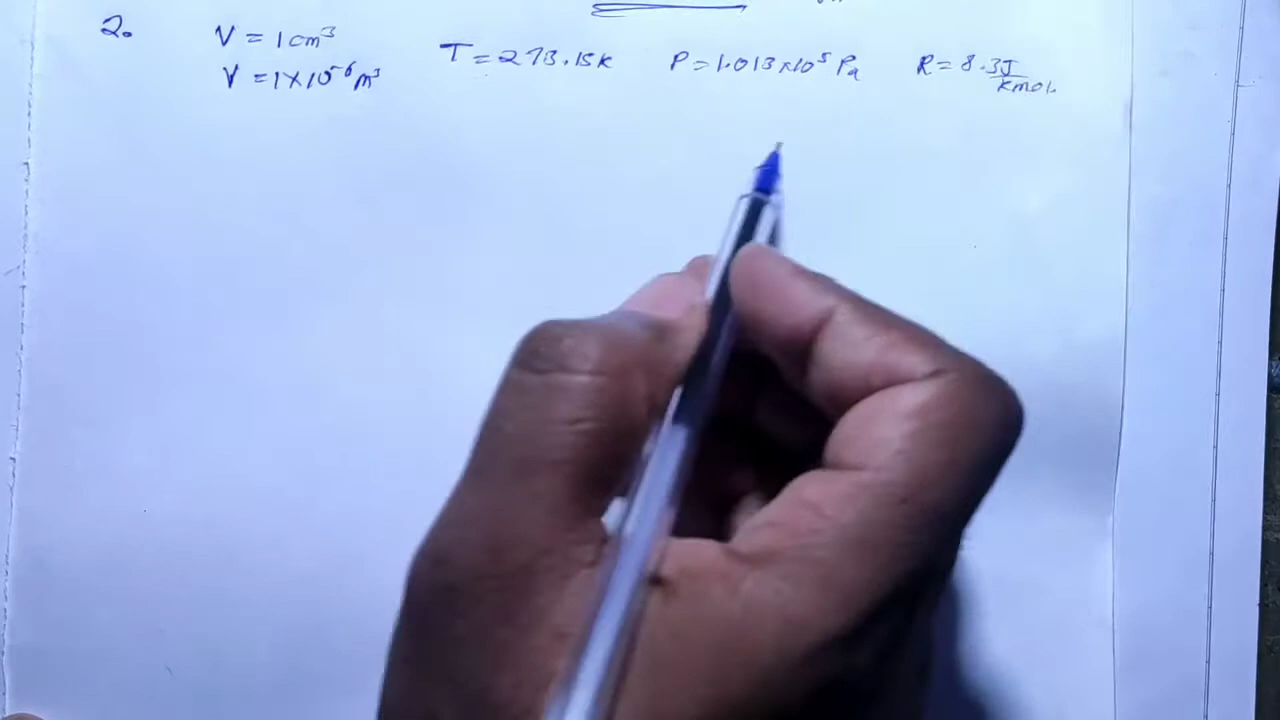 2. V = 1cm³ T = 273.15K P = 1.013×10⁵ Pa R = 8.3J/Kmol.
V = 1×10⁻⁶m³